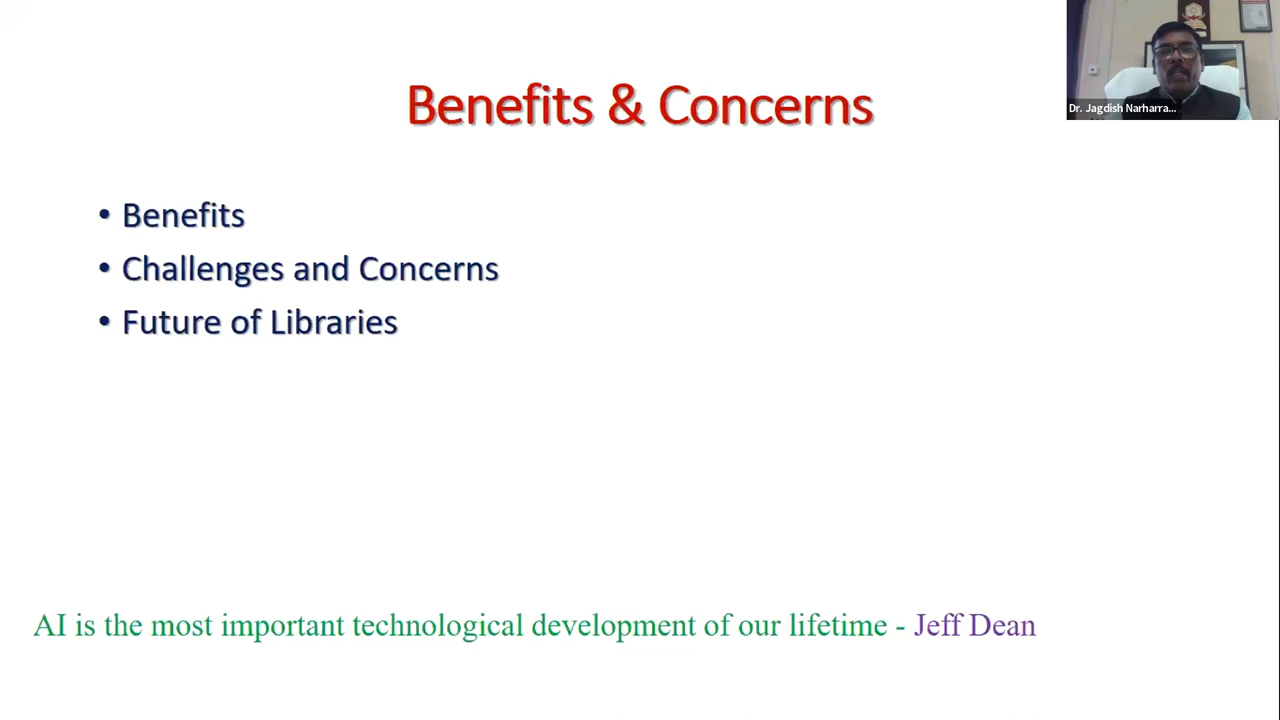 Benefits & Concerns
Dr. Jagdish Narharra...
• Benefits
• Challenges and Concerns
• Future of Libraries
AI is the most important technological development of our lifetime - Jeff Dean